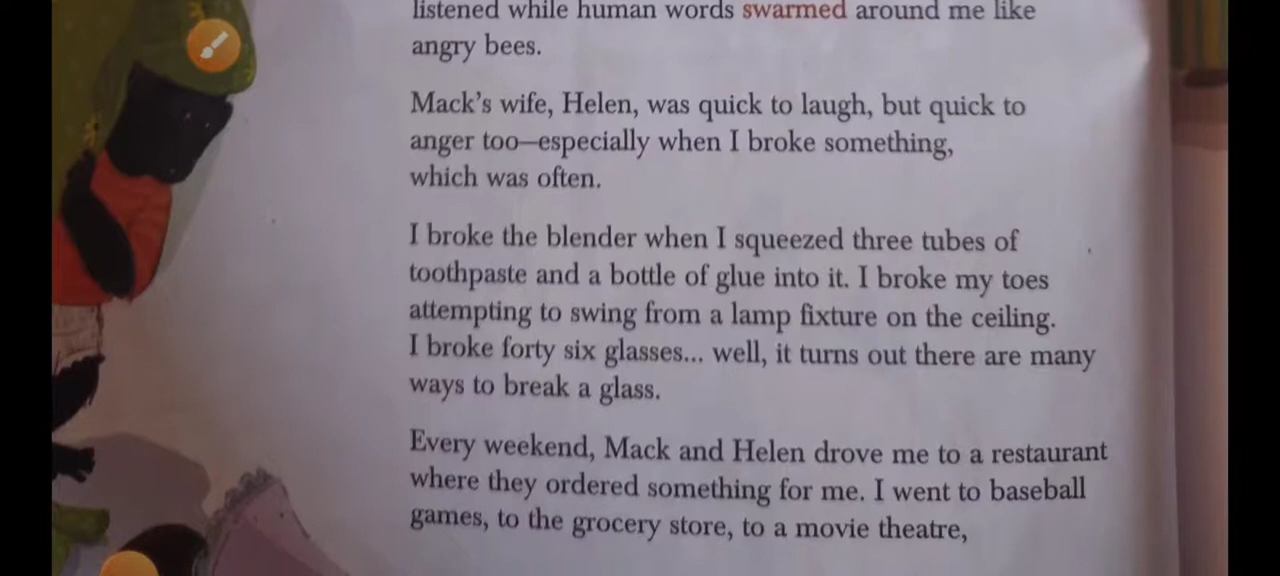 listened while human words swarmed around me like
angry bees.
Mack's wife, Helen, was quick to laugh, but quick to
anger too—especially when I broke something,
which was often.
I broke the blender when I squeezed three tubes of
toothpaste and a bottle of glue into it. I broke my toes
attempting to swing from a lamp fixture on the ceiling.
I broke forty six glasses... well, it turns out there are many
ways to break a glass.
Every weekend, Mack and Helen drove me to a restaurant
where they ordered something for me. I went to baseball
games, to the grocery store, to a movie theatre,